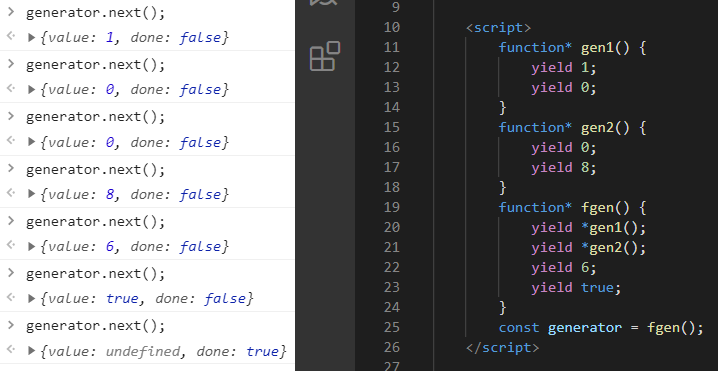 generator.next();
{value: 1, done: false}
generator.next();
{value: 0, done: false}
generator.next();
{value: 0, done: false}
generator.next();
{value: 8, done: false}
generator.next();
{value: 6, done: false}
generator.next();
{value: true, done: false}
generator.next();
{value: undefined, done: true}
9
10 <script>
11 function* gen1() {
12 yield 1;
13 yield 0;
14 }
15 function* gen2() {
16 yield 0;
17 yield 8;
18 }
19 function* fgen() {
20 yield *gen1();
21 yield *gen2();
22 yield 6;
23 yield true;
24 }
25 const generator = fgen();
26 </script>
27